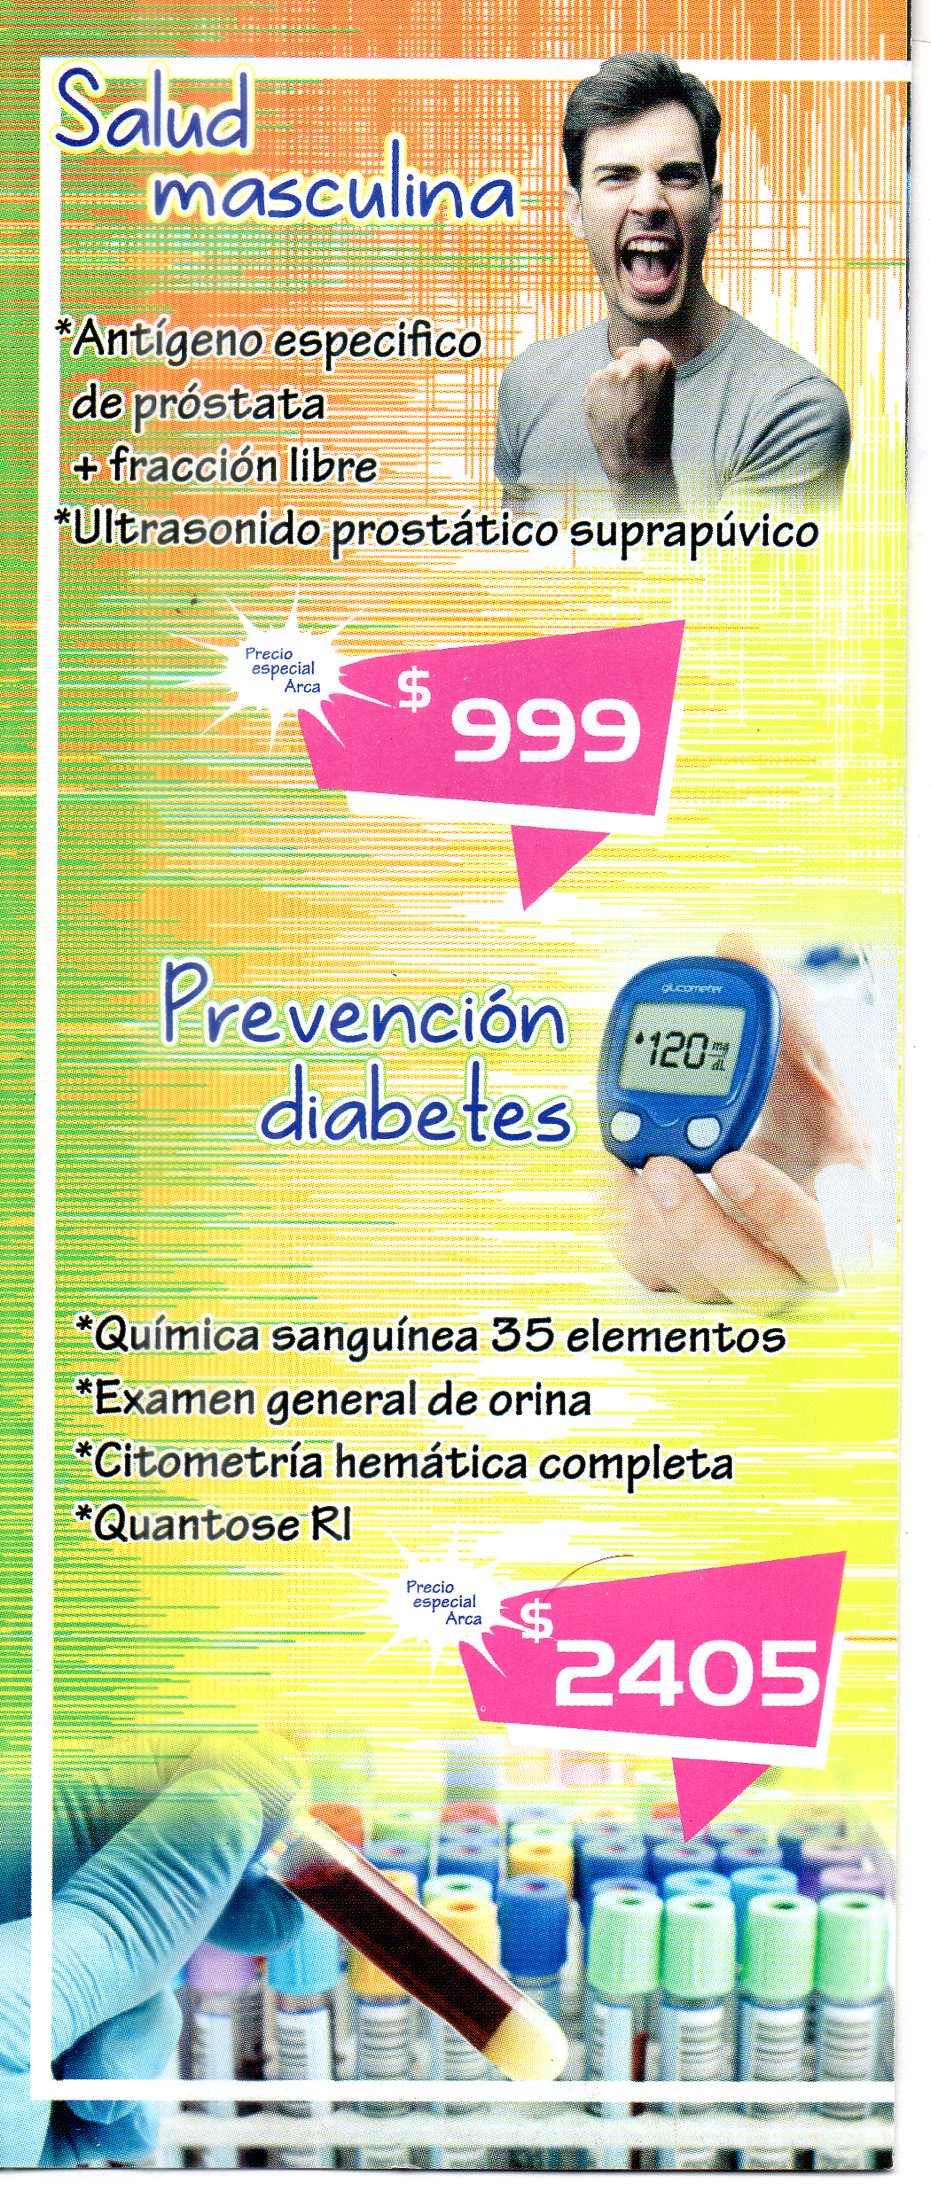 Salud
masculina
*Antígeno especifico
de próstata
+ fracción libre
*Ultrasonido prostático suprapúvico
Precio
especial
Arca
$ 999
Prevención
diabetes
glucometer
120 mg/dL
*Química sanguínea 35 elementos
*Examen general de orina
*Citometría hemática completa
*Quantose RI
Precio
especial
Arca
$ 2405